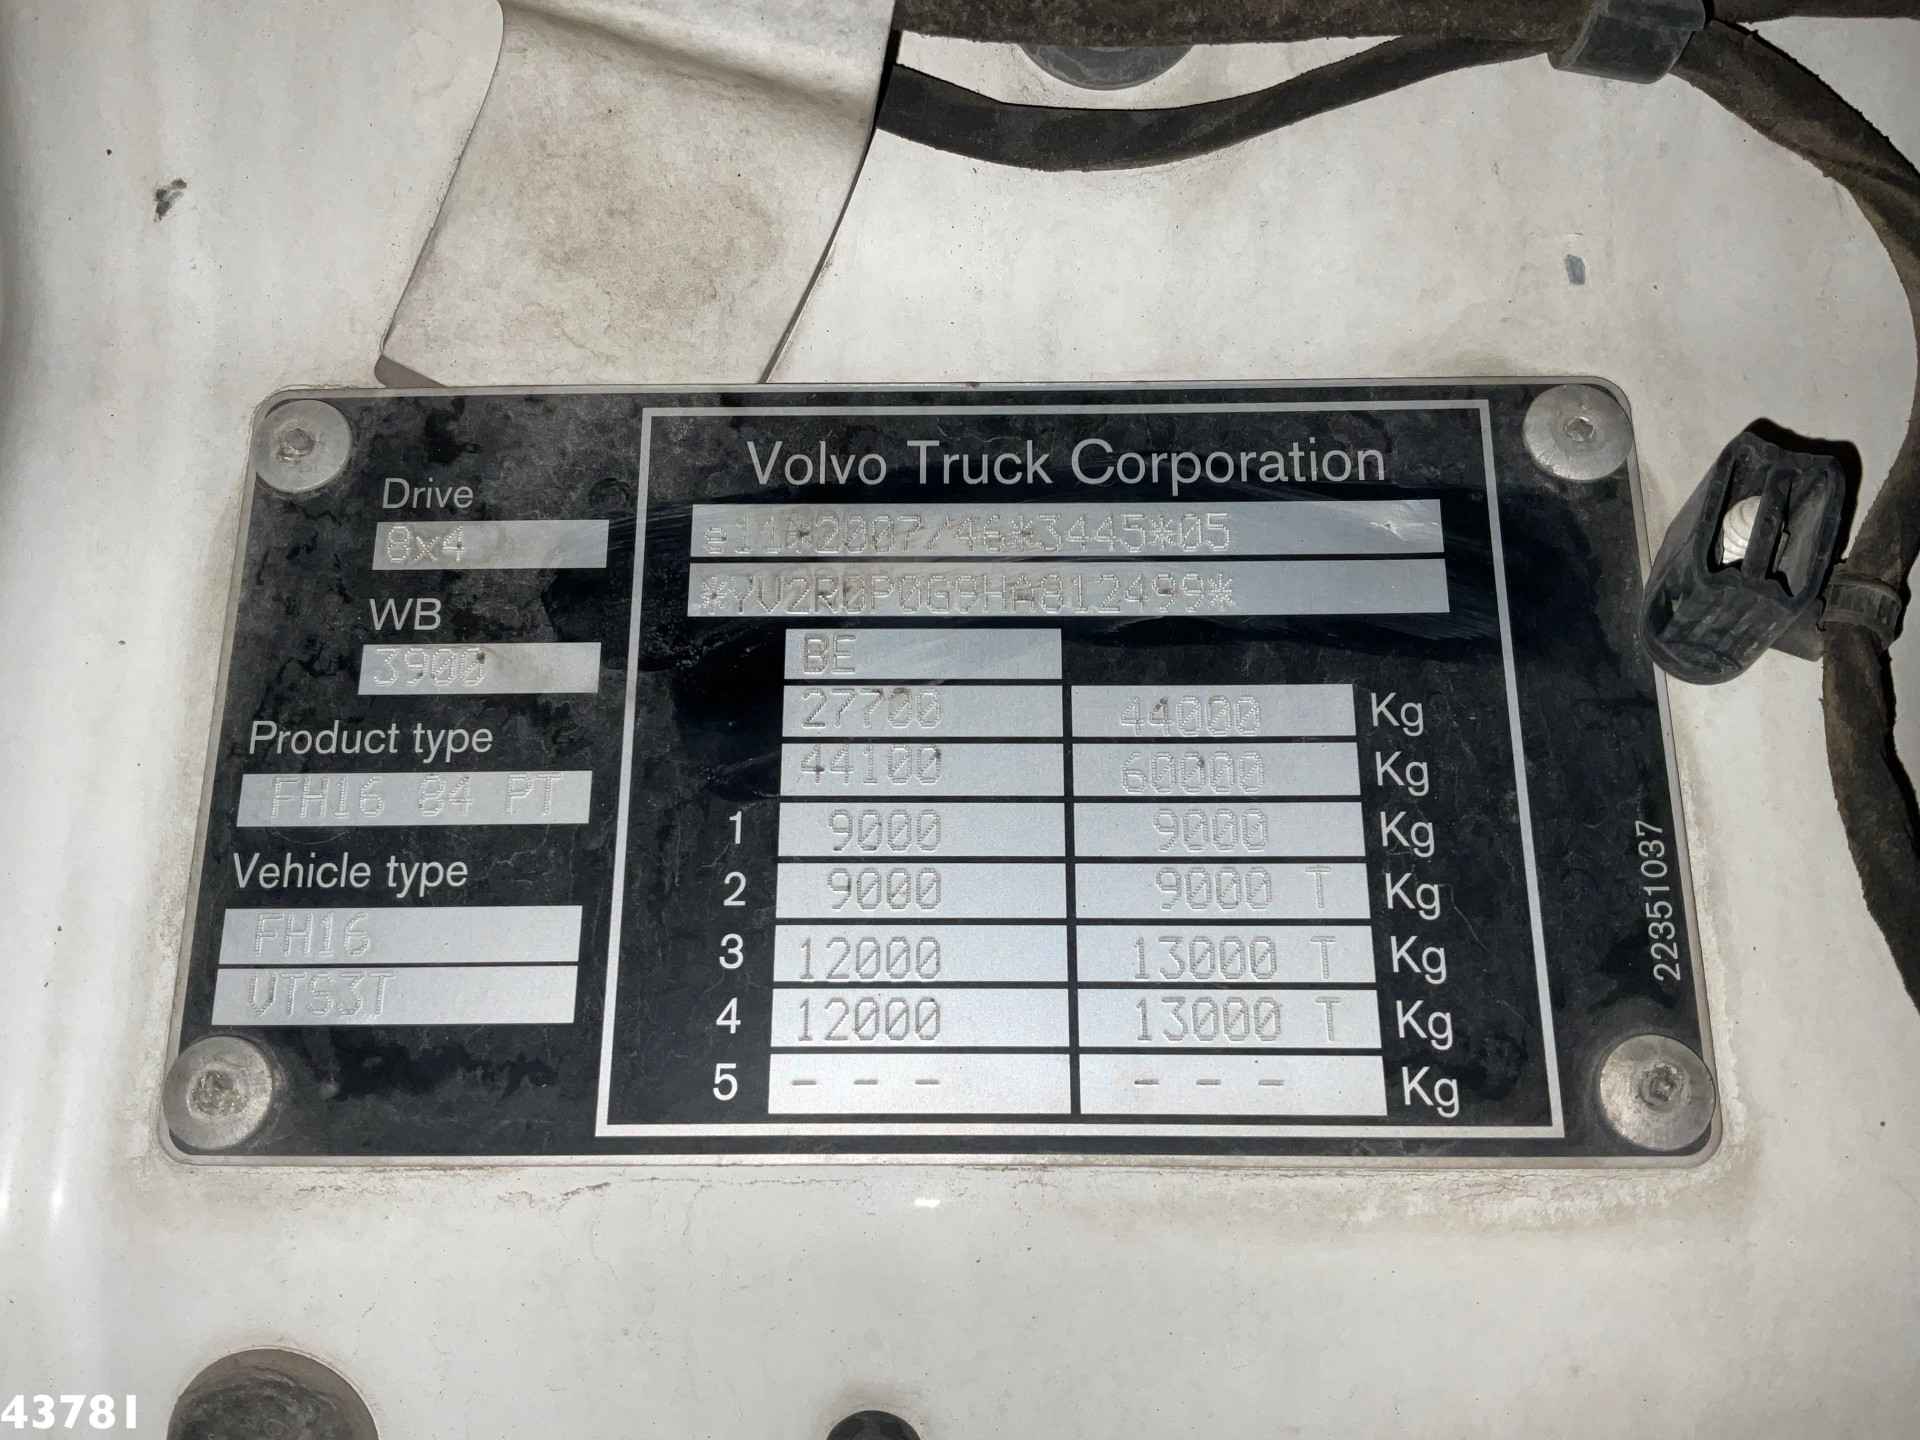 Volvo Truck Corporation
Drive
8x4
WB
3900
Product type
FH16 84 PT
Vehicle type
FH16
VTS3T
e11*2007/46*3445*05
*YV2R0P0G9HA812499*
BE
27700 44000 Kg
44100 60000 Kg
1 9000 9000 Kg
2 9000 9000 T Kg
3 12000 13000 T Kg
4 12000 13000 T Kg
5 - - - - - - Kg
22351037
43781